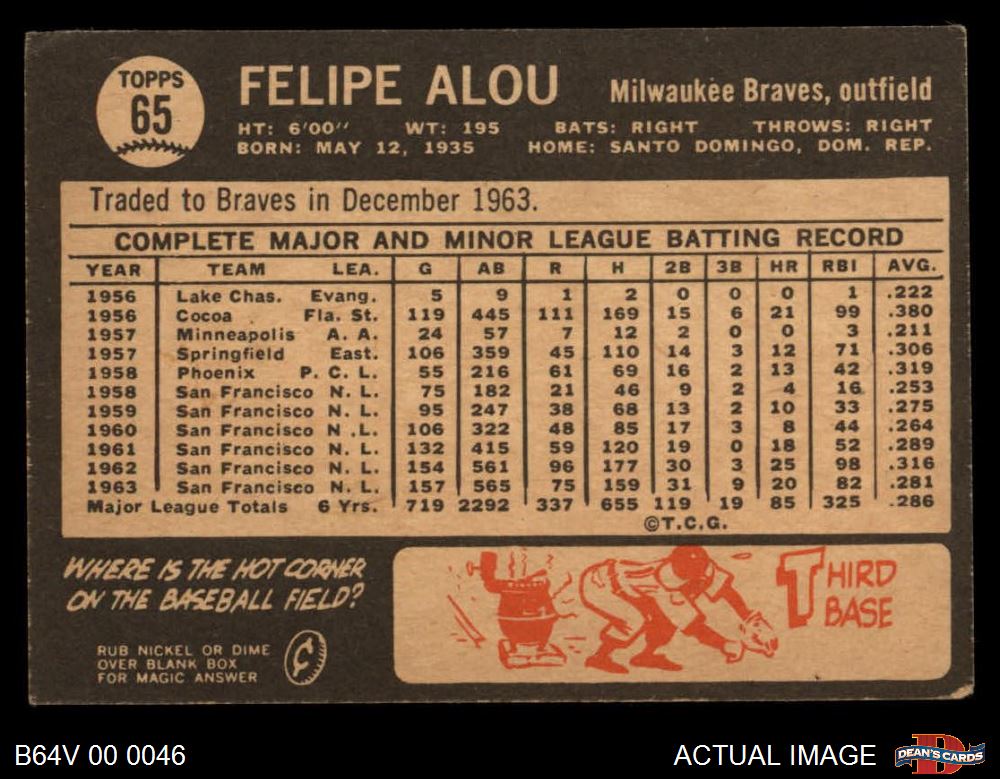 TOPPS
65
FELIPE ALOU Milwaukee Braves, outfield
HT: 6'00" WT: 195 BATS: RIGHT THROWS: RIGHT
BORN: MAY 12, 1935 HOME: SANTO DOMINGO, DOM. REP.
Traded to Braves in December 1963.
COMPLETE MAJOR AND MINOR LEAGUE BATTING RECORD
YEAR TEAM LEA. G AB R H 2B 3B HR RBI AVG.
1956 Lake Chas. Evang. 5 9 1 2 0 0 0 1 .222
1956 Cocoa Fla. St. 119 445 111 169 15 6 21 99 .380
1957 Minneapolis A. A. 24 57 7 12 2 0 0 3 .211
1957 Springfield East. 106 359 45 110 14 3 12 71 .306
1958 Phoenix P. C. L. 55 216 61 69 16 2 13 42 .319
1958 San Francisco N. L. 75 182 21 46 9 2 4 16 .253
1959 San Francisco N. L. 95 247 38 68 13 2 10 33 .275
1960 San Francisco N .L. 106 322 48 85 17 3 8 44 .264
1961 San Francisco N. L. 132 415 59 120 19 0 18 52 .289
1962 San Francisco N. L. 154 561 96 177 30 3 25 98 .316
1963 San Francisco N. L. 157 565 75 159 31 9 20 82 .281
Major League Totals 6 Yrs. 719 2292 337 655 119 19 85 325 .286
©T.C.G.
WHERE IS THE HOT CORNER
ON THE BASEBALL FIELD?
RUB NICKEL OR DIME
OVER BLANK BOX
FOR MAGIC ANSWER
¢
THIRD
BASE
B64V 00 0046 ACTUAL IMAGE
D
DEAN'S CARDS